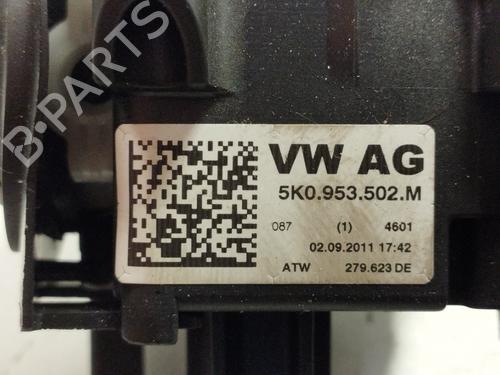 B-PARTS
VW AG
5K0.953.502.M
087 (1) 4601
02.09.2011 17:42
ATW 279.623 DE